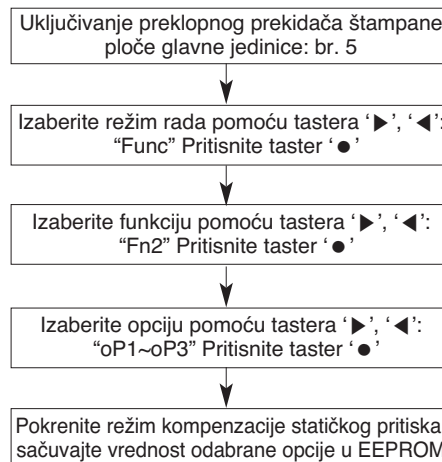 Uključivanje preklopnog prekidača štampane
ploče glavne jedinice: br. 5
Izaberite režim rada pomoću tastera ‘▶’, ‘◀’:
“Func” Pritisnite taster ‘●’
Izaberite funkciju pomoću tastera ‘▶’, ‘◀’:
“Fn2” Pritisnite taster ‘●’
Izaberite opciju pomoću tastera ‘▶’, ‘◀’:
“oP1~oP3” Pritisnite taster ‘●’
Pokrenite režim kompenzacije statičkog pritiska
sačuvajte vrednost odabrane opcije u EEPROM